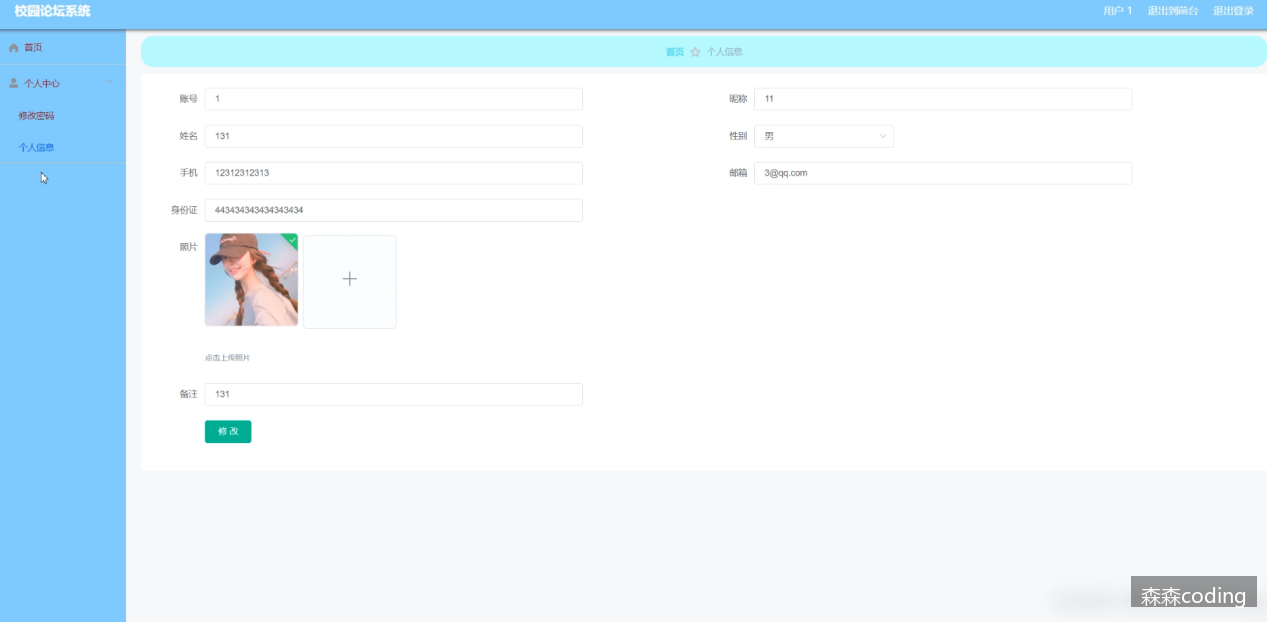 校园论坛系统
用户 1 退出到前台 退出登录
首页
首页 个人信息
个人中心
修改密码
个人信息
账号 1
昵称 11
姓名 131
性别 男
手机 12312312313
邮箱 3@qq.com
身份证 443434343434343434
照片
点击上传照片
备注 131
修 改
森森coding